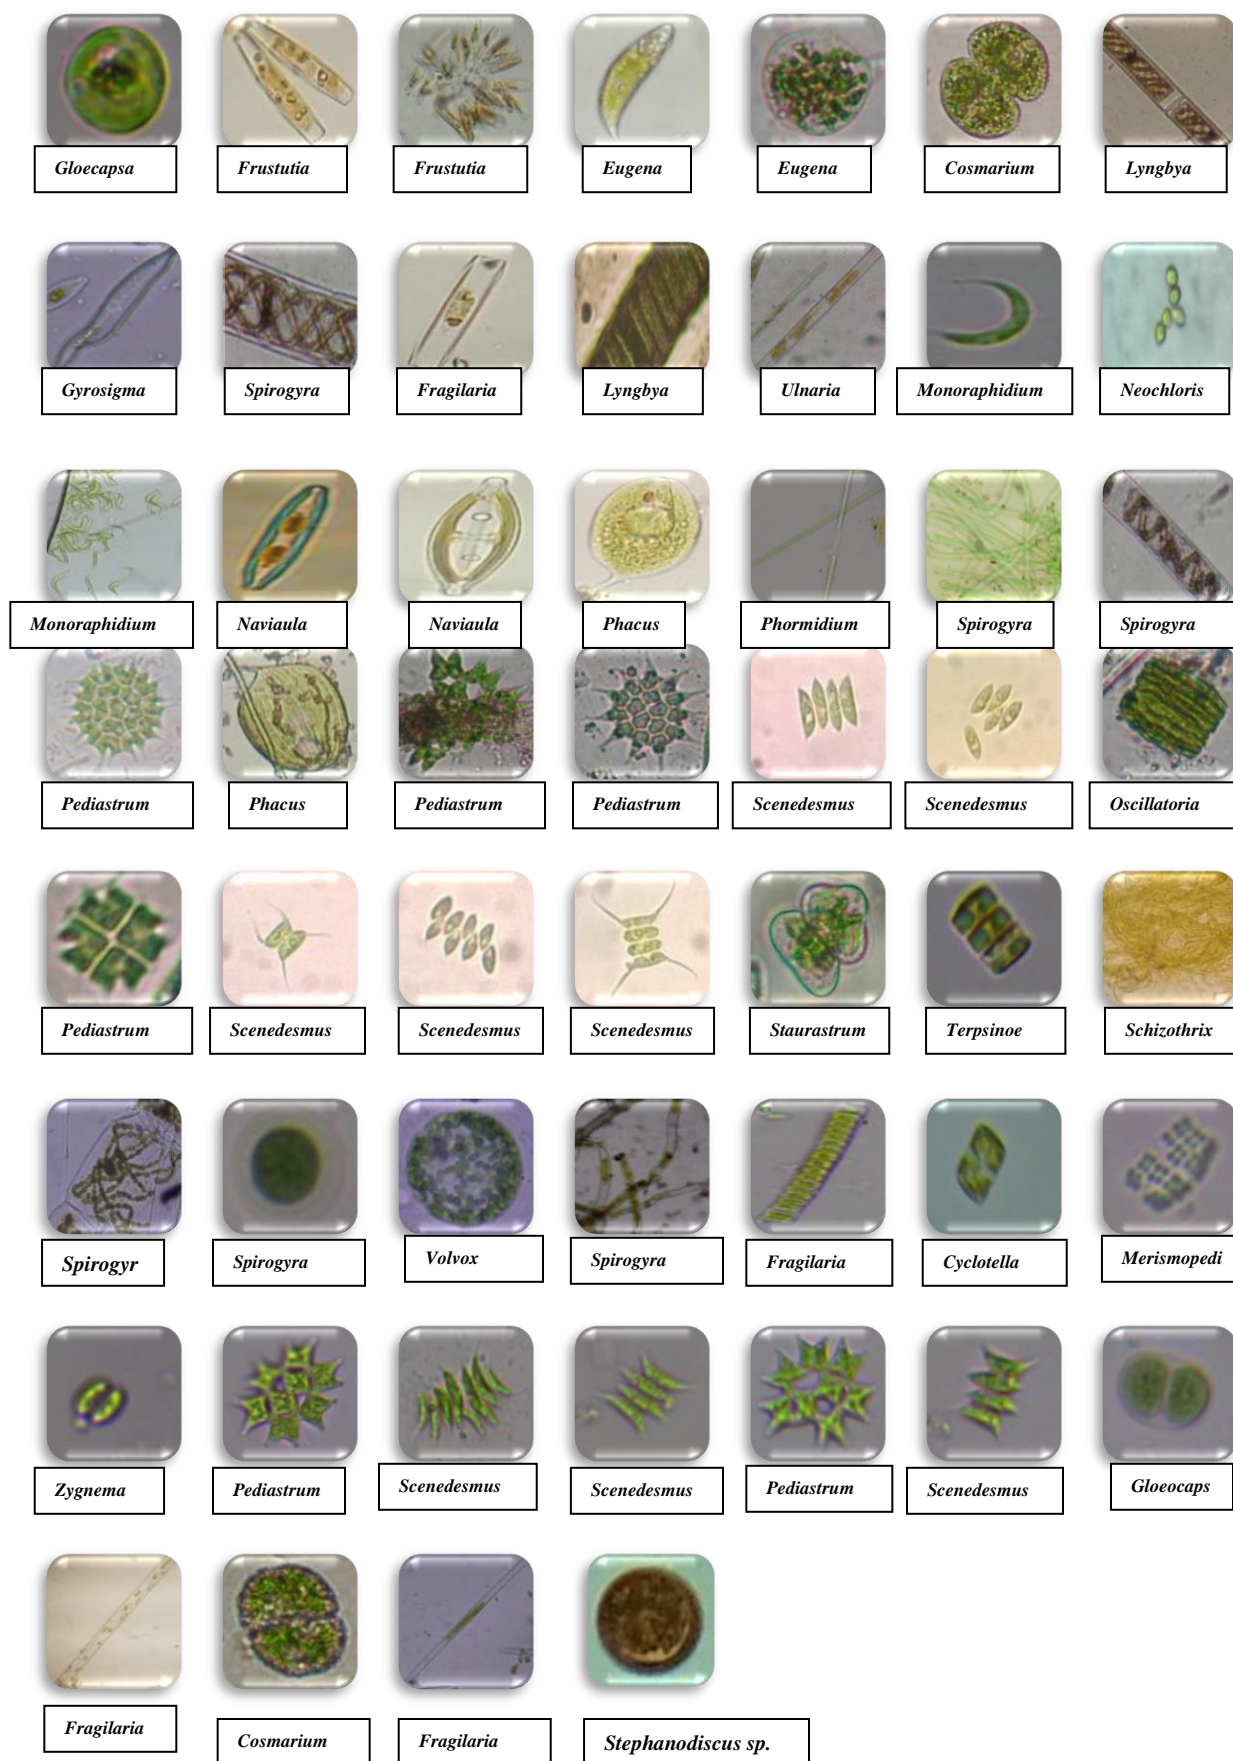 Gloecapsa
Frustutia
Frustutia
Eugena
Eugena
Cosmarium
Lyngbya
Gyrosigma
Spirogyra
Fragilaria
Lyngbya
Ulnaria
Monoraphidium
Neochloris
Monoraphidium
Naviaula
Naviaula
Phacus
Phormidium
Spirogyra
Spirogyra
Pediastrum
Phacus
Pediastrum
Pediastrum
Scenedesmus
Scenedesmus
Oscillatoria
Pediastrum
Scenedesmus
Scenedesmus
Scenedesmus
Staurastrum
Terpsinoe
Schizothrix
Spirogyr
Spirogyra
Volvox
Spirogyra
Fragilaria
Cyclotella
Merismopedi
Zygnema
Pediastrum
Scenedesmus
Scenedesmus
Pediastrum
Scenedesmus
Gloeocaps
Fragilaria
Cosmarium
Fragilaria
Stephanodiscus sp.